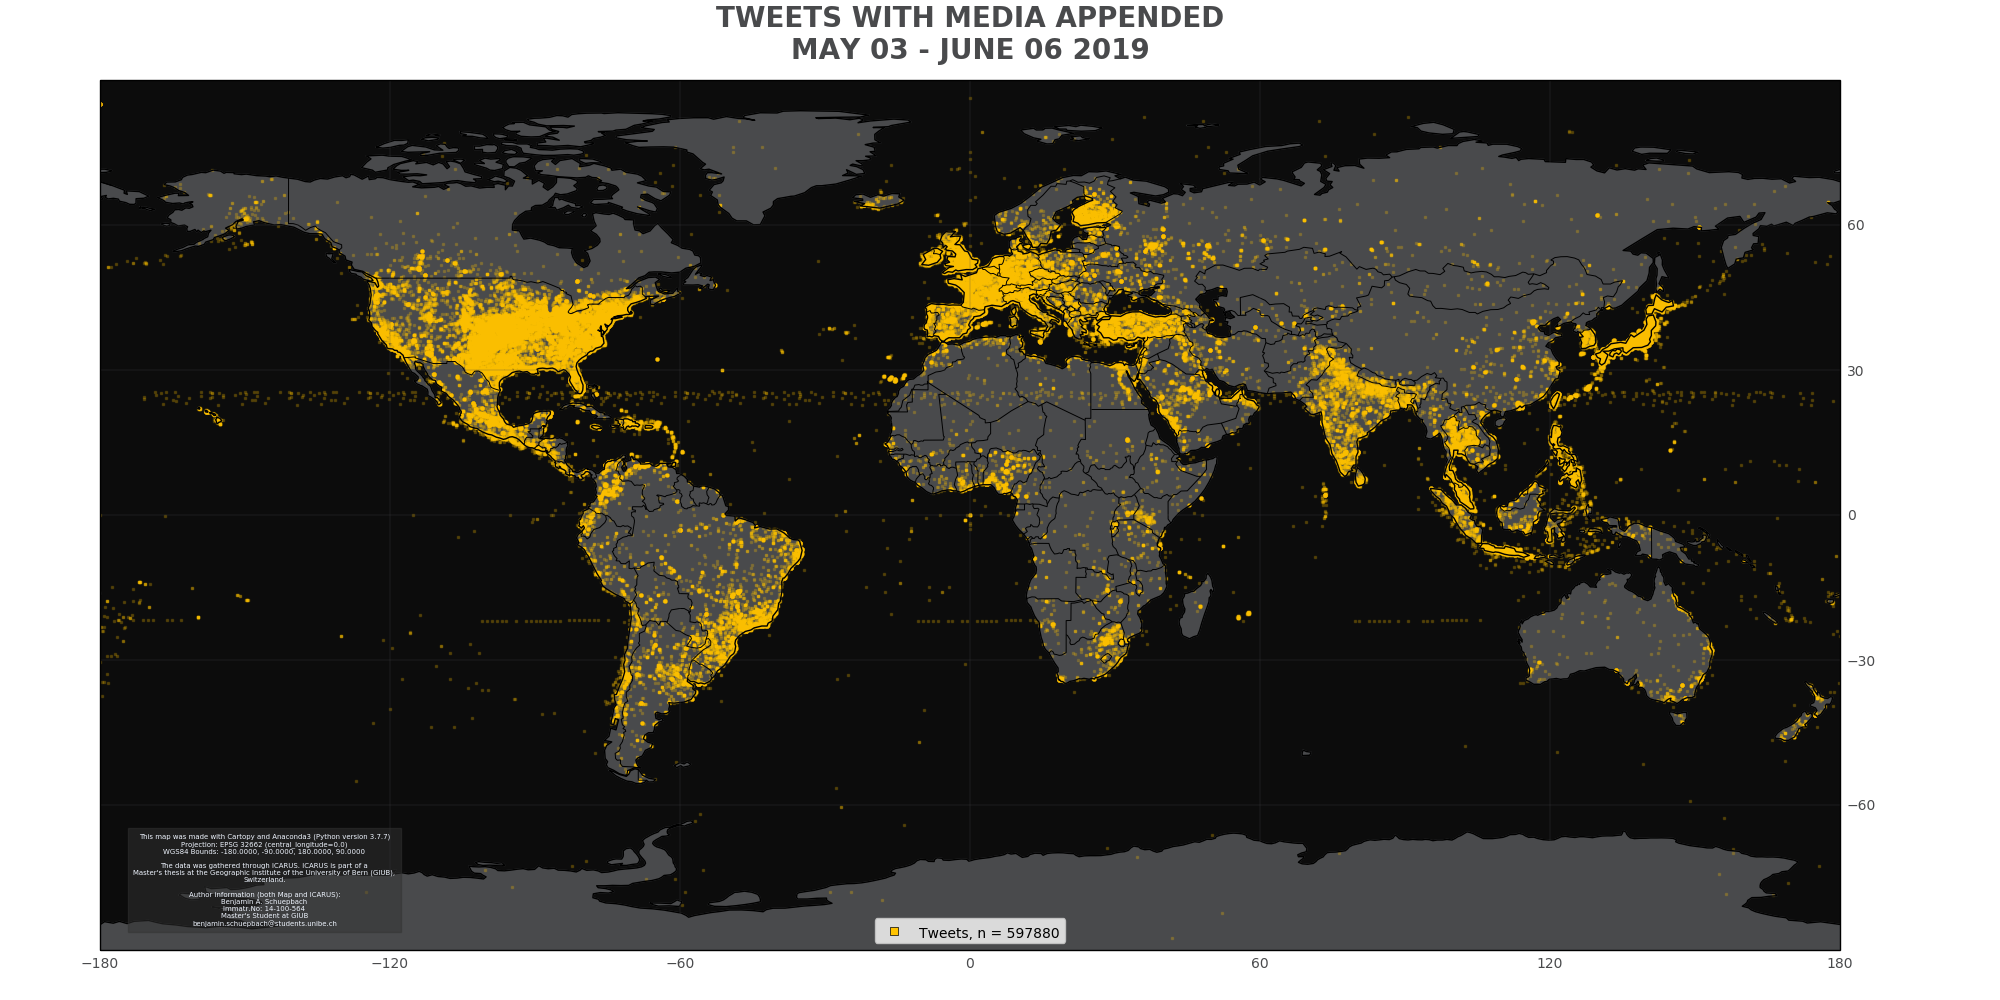 TWEETS WITH MEDIA APPENDED
MAY 03 - JUNE 06 2019
60
30
0
−30
−60
This map was made with Cartopy and Anaconda3 (Python version 3.7.7)
Projection: EPSG 32662 (central_longitude=0.0)
WGS84 Bounds: -180.0000, -90.0000, 180.0000, 90.0000
The data was gathered through ICARUS. ICARUS is part of a
Master's thesis at the Geographic Institute of the University of Bern (GIUB),
Switzerland.
Author information (both Map and ICARUS):
Benjamin A. Schuepbach
Immatr.No: 14-100-564
Master's Student at GIUB
benjamin.schuepbach@students.unibe.ch
Tweets, n = 597880
−180
−120
−60
0
60
120
180